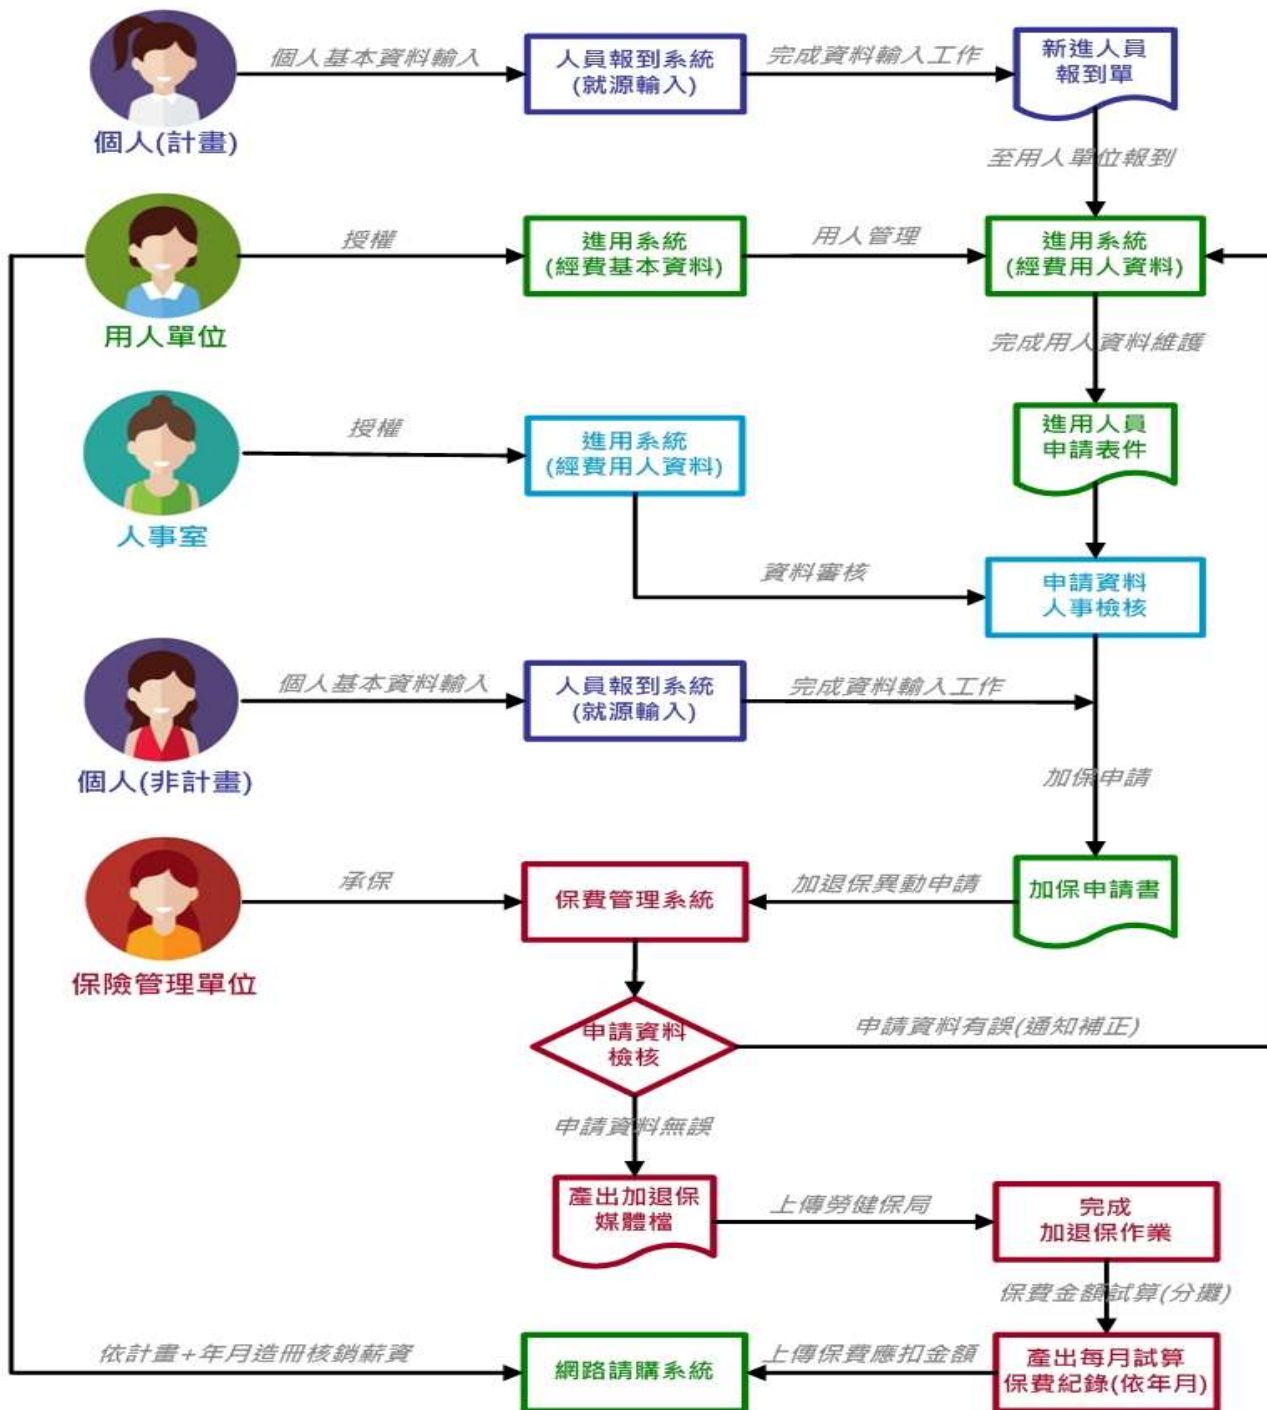 個人基本資料輸入
人員報到系統
(就源輸入)
完成資料輸入工作
新進人員
報到單
個人(計畫)
至用人單位報到
授權
進用系統
(經費基本資料)
用人管理
進用系統
(經費用人資料)
用人單位
完成用人資料維護
授權
進用系統
(經費用人資料)
進用人員
申請表件
人事室
資料審核
申請資料
人事檢核
個人基本資料輸入
人員報到系統
(就源輸入)
完成資料輸入工作
個人(非計畫)
加保申請
承保
保費管理系統
加退保異動申請
加保申請書
保險管理單位
申請資料
檢核
申請資料有誤(通知補正)
申請資料無誤
產出加退保
媒體檔
上傳勞健保局
完成
加退保作業
保費金額試算(分攤)
依計畫+年月造冊核銷薪資
網路請購系統
上傳保費應扣金額
產出每月試算
保費紀錄(依年月)